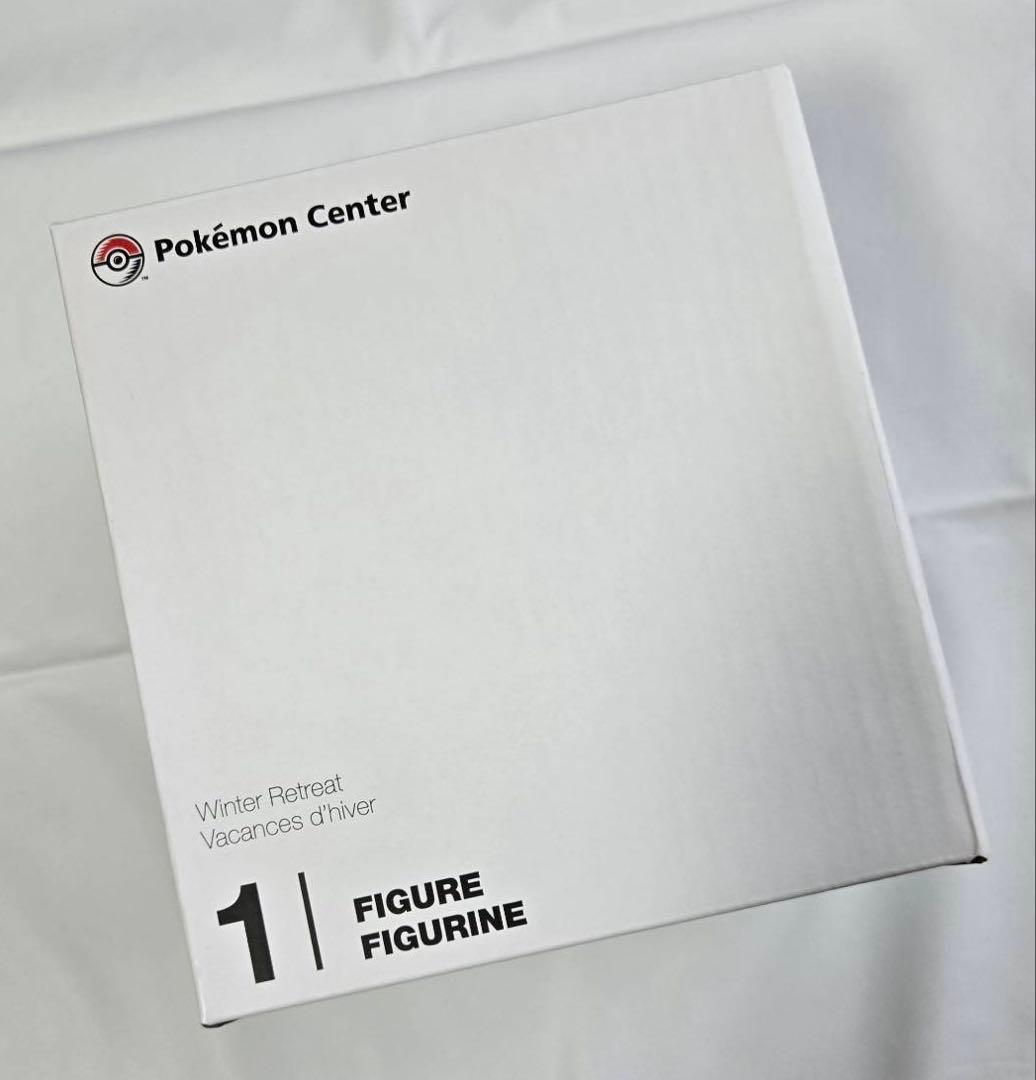 Pokémon Center
TM
Winter Retreat
Vacances d'hiver
1
FIGURE
FIGURINE